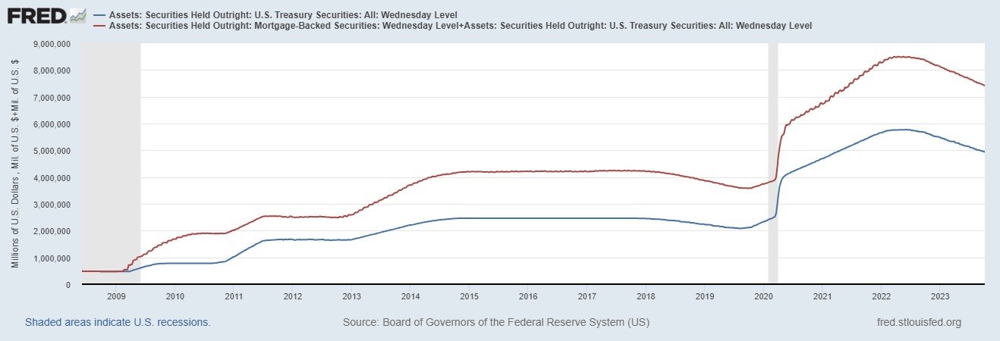 FRED
Assets: Securities Held Outright: U.S. Treasury Securities: All: Wednesday Level
Assets: Securities Held Outright: Mortgage-Backed Securities: Wednesday Level+Assets: Securities Held Outright: U.S. Treasury Securities: All: Wednesday Level
Millions of U.S. Dollars , Mil. of U.S. $+Mil. of U.S. $
9,000,000
8,000,000
7,000,000
6,000,000
5,000,000
4,000,000
3,000,000
2,000,000
1,000,000
0
2009 2010 2011 2012 2013 2014 2015 2016 2017 2018 2019 2020 2021 2022 2023
Shaded areas indicate U.S. recessions. Source: Board of Governors of the Federal Reserve System (US) fred.stlouisfed.org